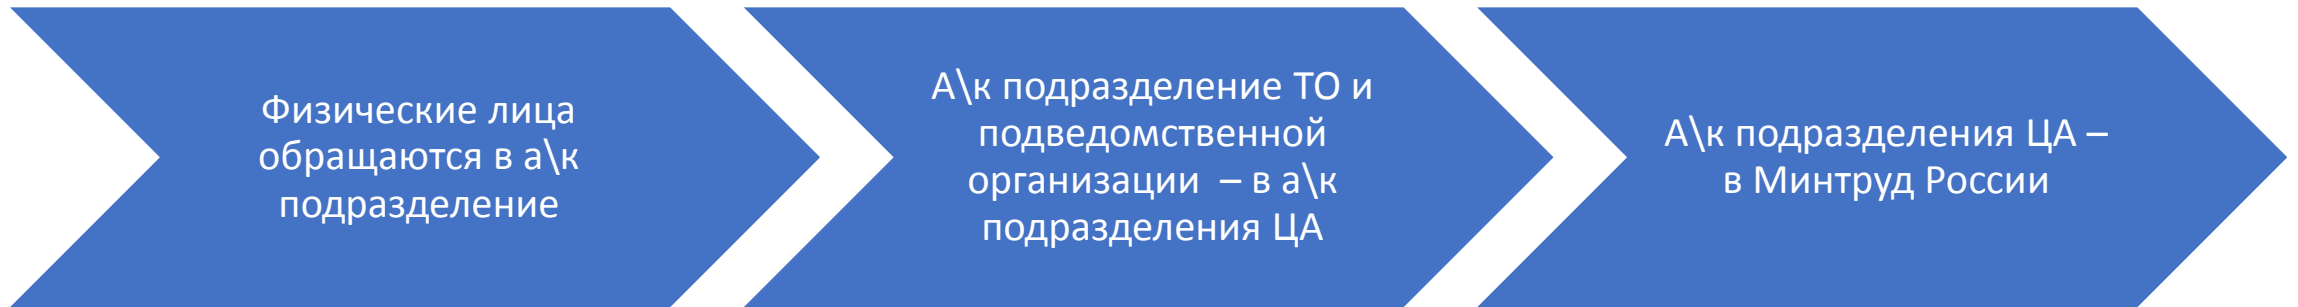 Физические лица
обращаются в а\к
подразделение
А\к подразделение ТО и
подведомственной
организации – в а\к
подразделения ЦА
А\к подразделения ЦА –
в Минтруд России